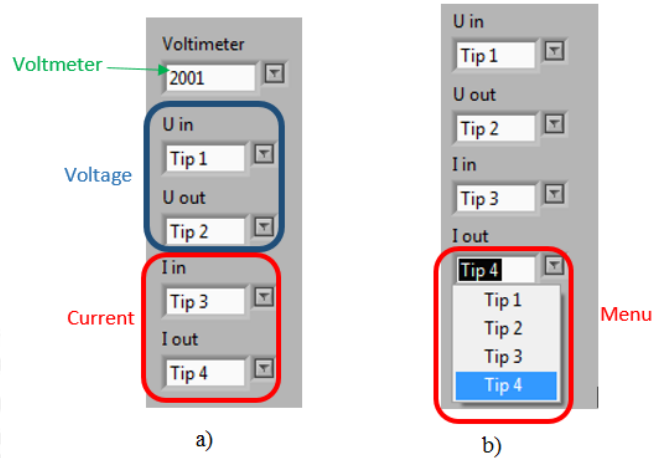 Voltimeter
Voltmeter
2001
U in
Tip 1
Voltage
U out
Tip 2
I in
Tip 3
Current
I out
Tip 4
a)
U in
Tip 1
U out
Tip 2
I in
Tip 3
I out
Tip 4
Tip 1
Menu
Tip 2
Tip 3
Tip 4
b)